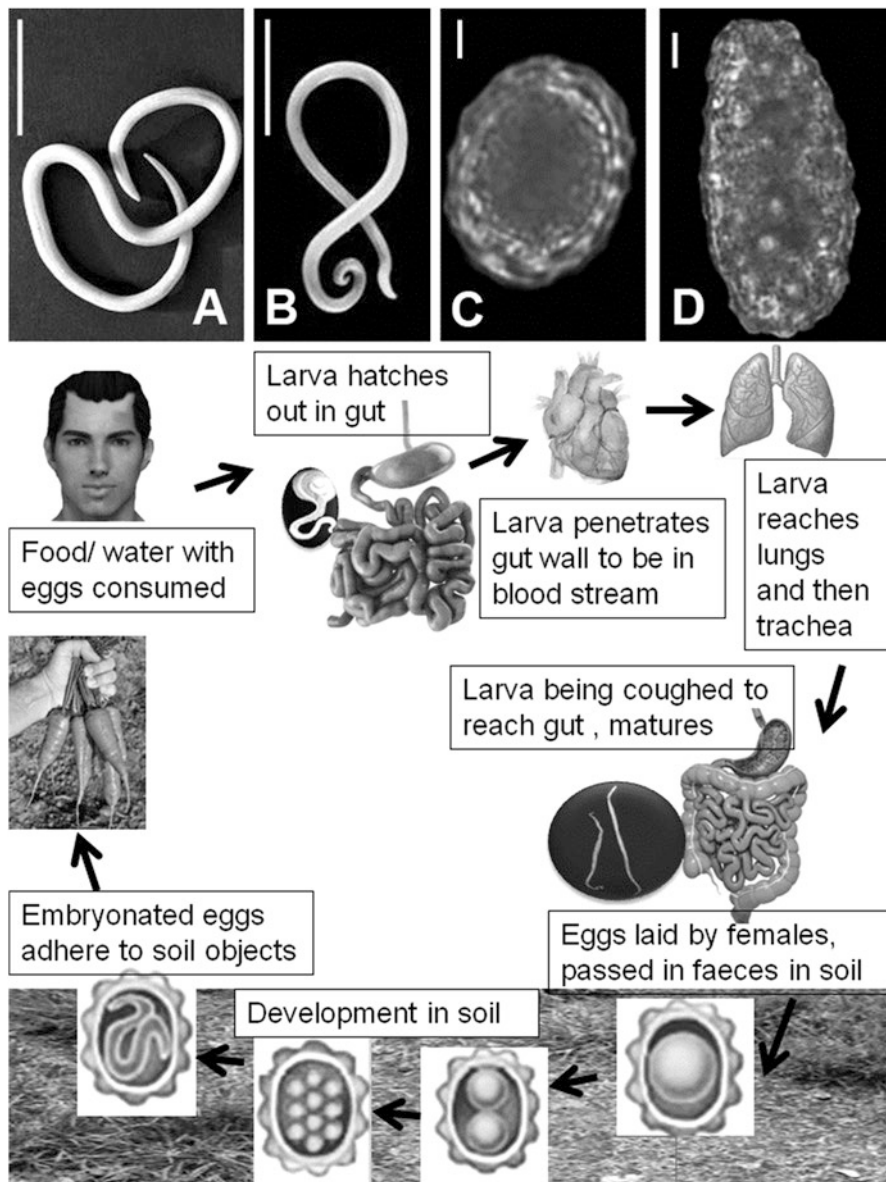 A
B
C
D
Larva hatches
out in gut
Food/ water with
eggs consumed
Larva penetrates
gut wall to be in
blood stream
Larva
reaches
lungs
and then
trachea
Larva being coughed to
reach gut , matures
Embryonated eggs
adhere to soil objects
Eggs laid by females,
passed in faeces in soil
Development in soil